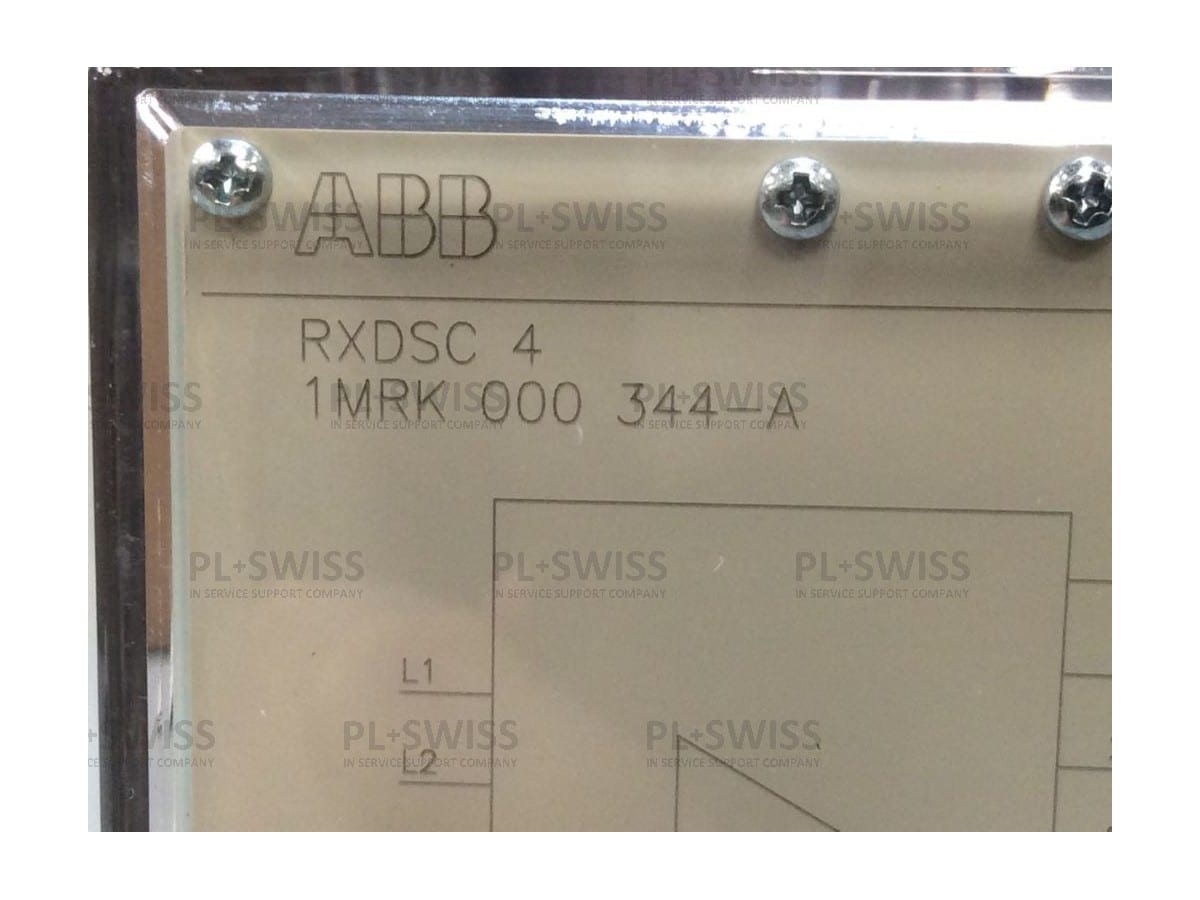 PL+SWISS
IN SERVICE SUPPORT COMPANY
ABB
RXDSC 4
1MRK 000 344-A
L1
L2